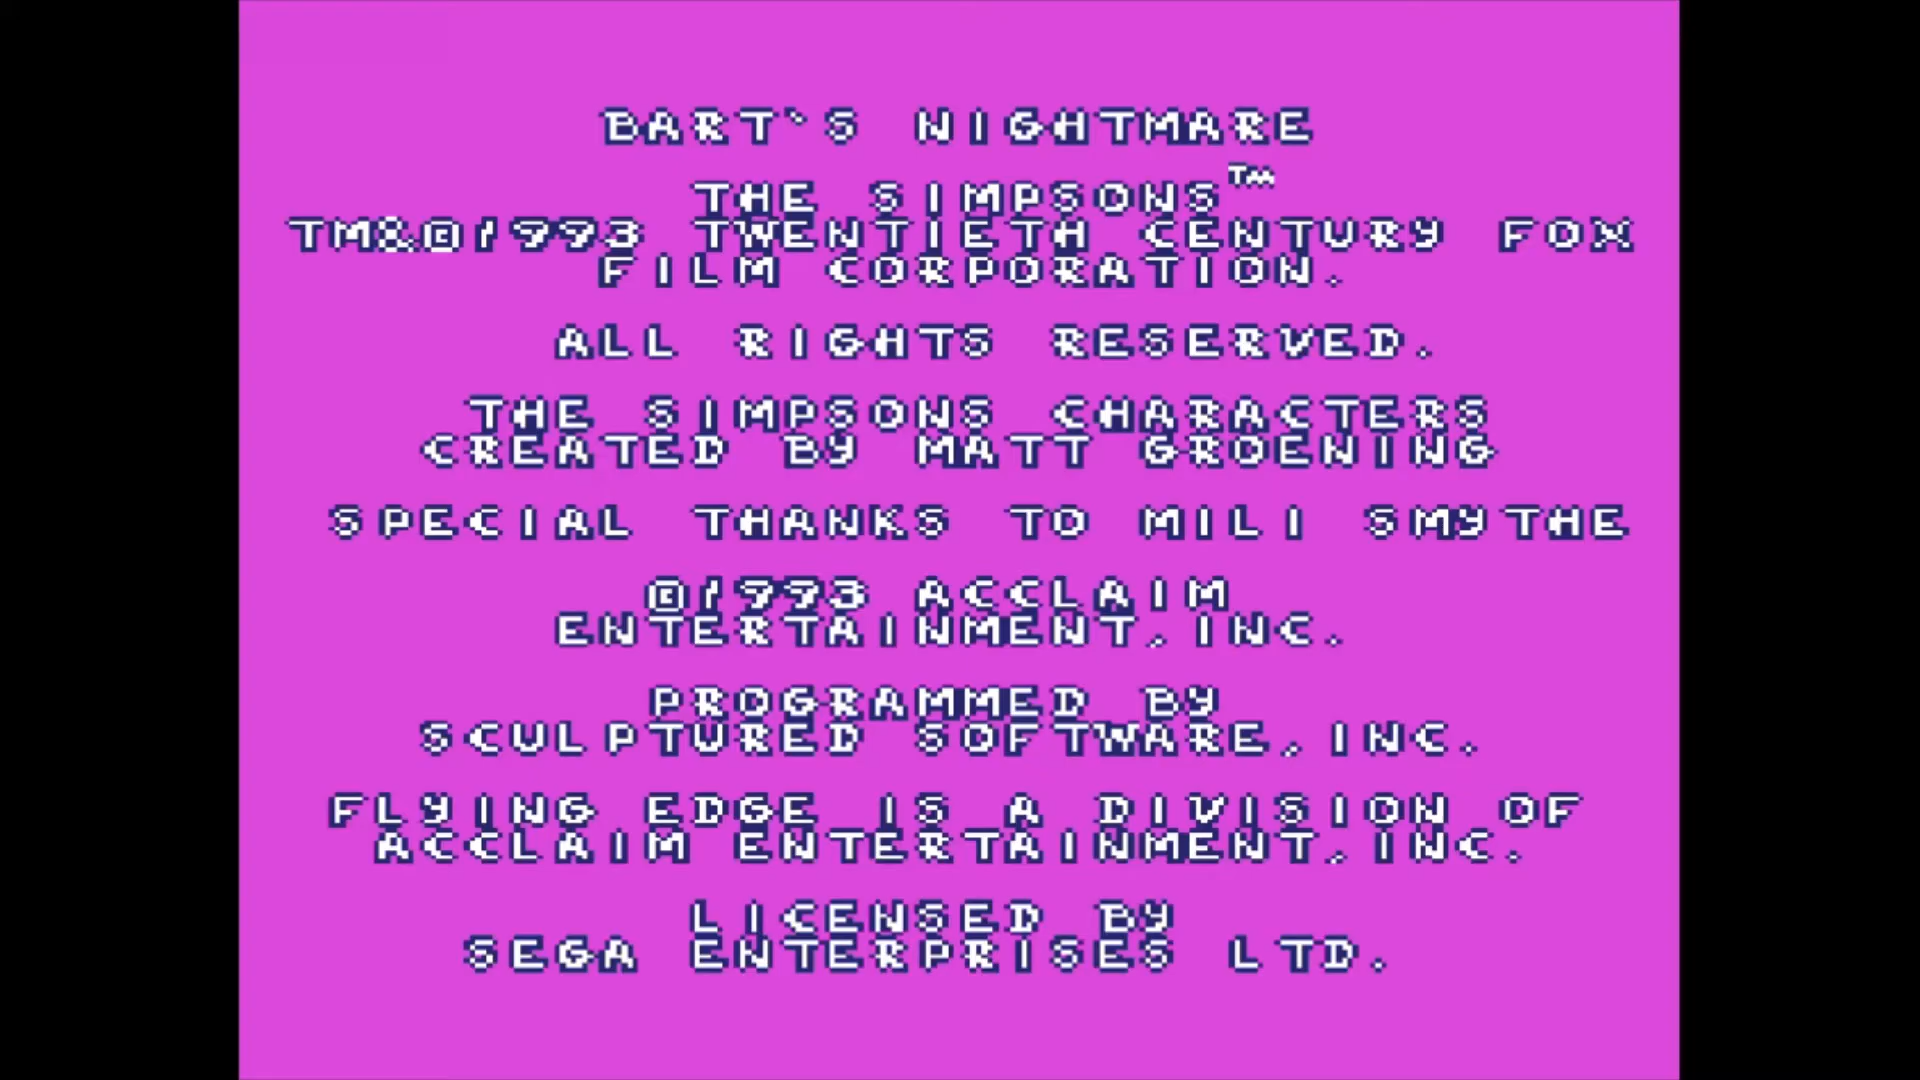 BART'S NIGHTMARE
THE SIMPSONS™
TM&©1993 TWENTIETH CENTURY FOX
FILM CORPORATION.
ALL RIGHTS RESERVED.
THE SIMPSONS CHARACTERS
CREATED BY MATT GROENING
SPECIAL THANKS TO MILI SMYTHE
©1993 ACCLAIM
ENTERTAINMENT,INC.
PROGRAMMED BY
SCULPTURED SOFTWARE,INC.
FLYING EDGE IS A DIVISION OF
ACCLAIM ENTERTAINMENT,INC.
LICENSED BY
SEGA ENTERPRISES LTD.